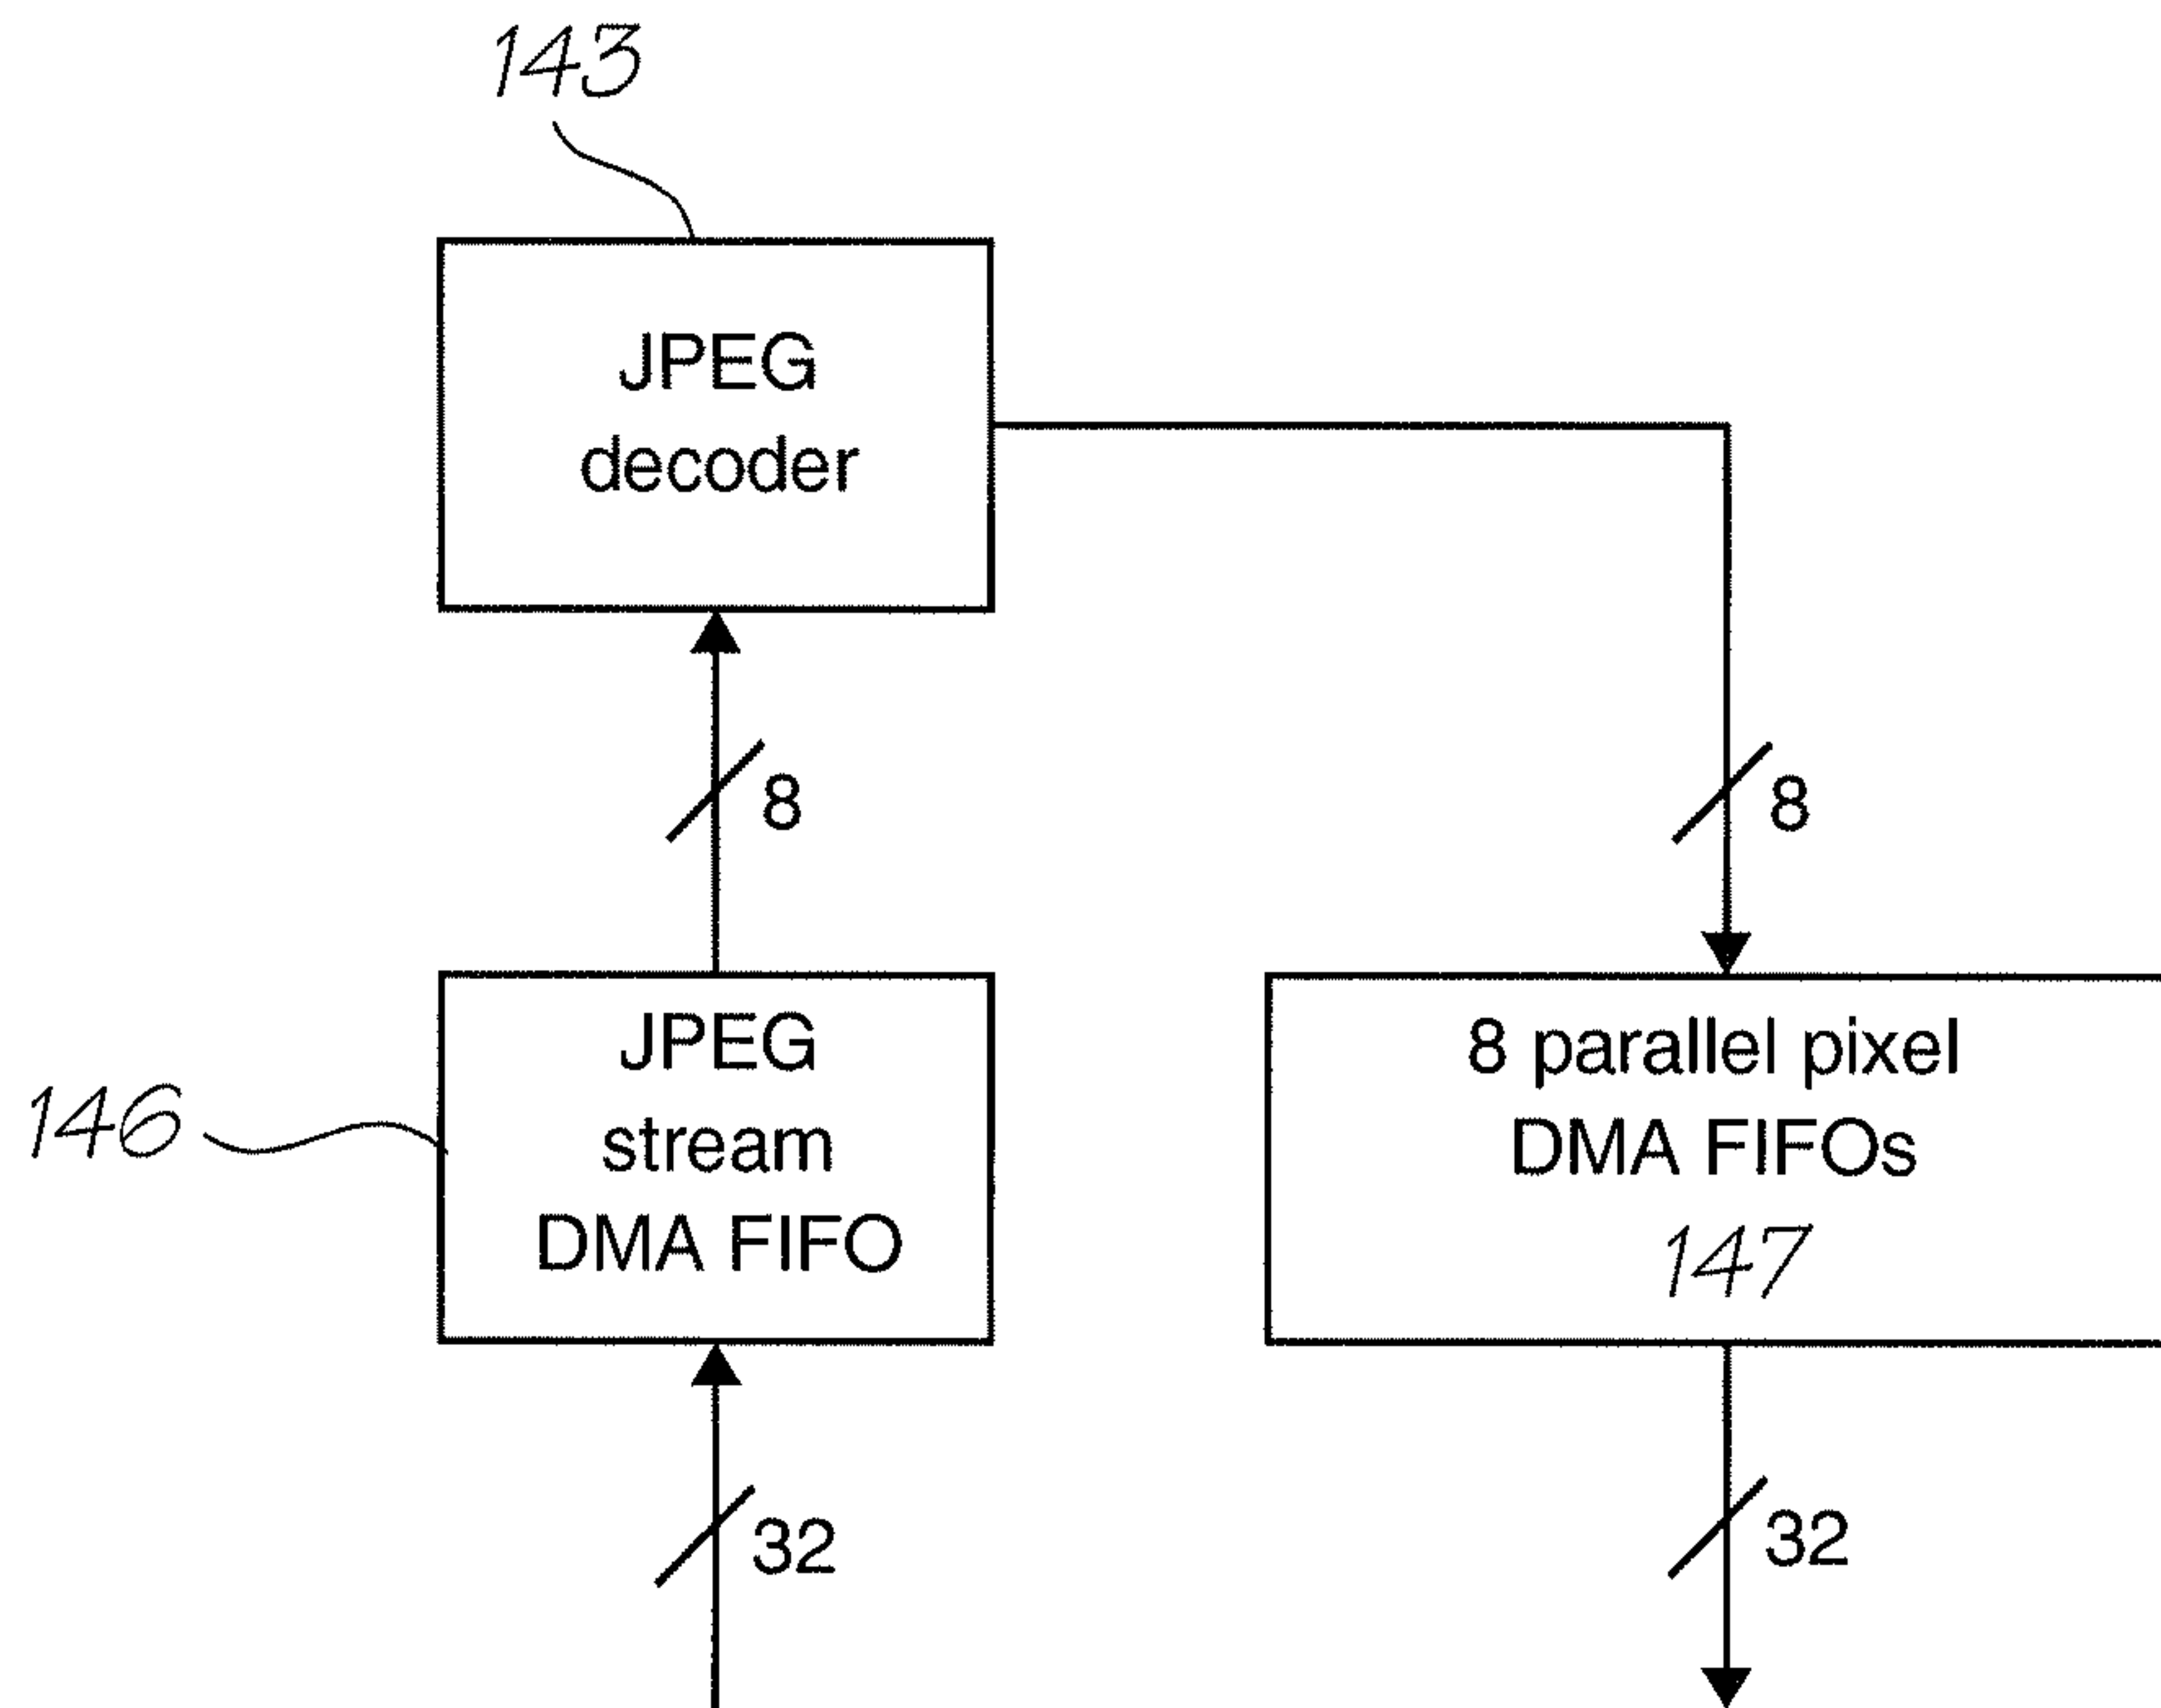 143
JPEG
decoder
8
8
JPEG
stream
DMA FIFO
146
8 parallel pixel
DMA FIFOs
147
32
32